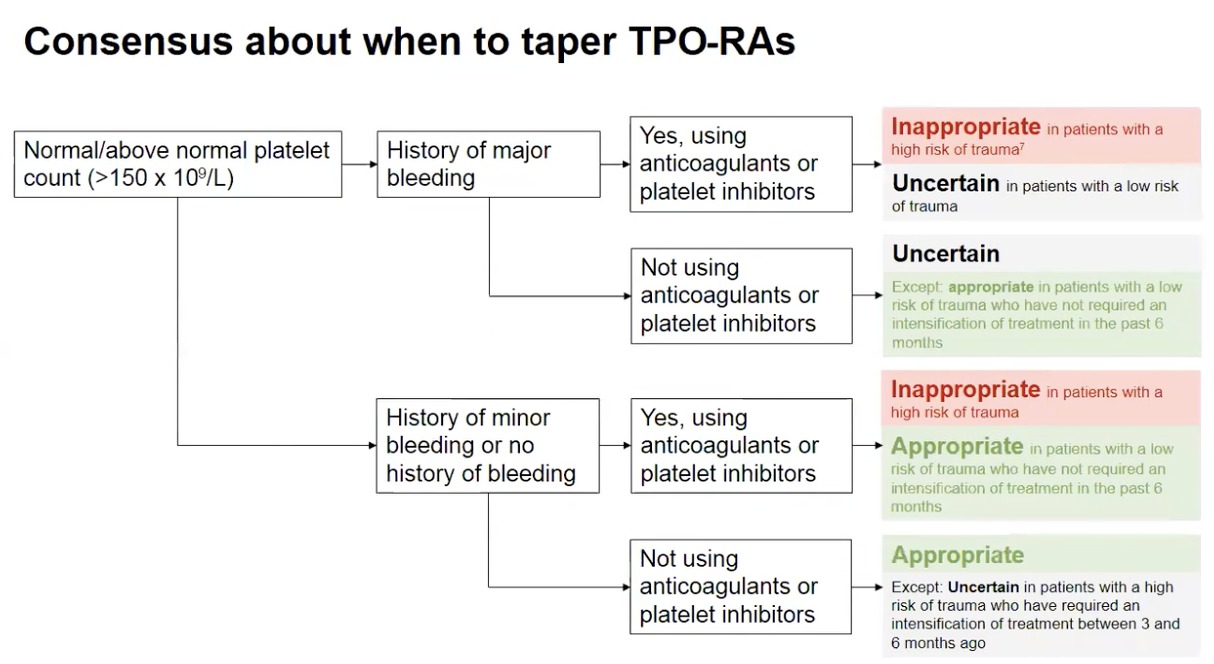 Consensus about when to taper TPO-RAs
Normal/above normal platelet
count (>150 x 10⁹/L)
History of major
bleeding
Yes, using
anticoagulants or
platelet inhibitors
Inappropriate in patients with a
high risk of trauma⁷
Uncertain in patients with a low risk
of trauma
Not using
anticoagulants or
platelet inhibitors
Uncertain
Except: appropriate in patients with a low
risk of trauma who have not required an
intensification of treatment in the past 6
months
History of minor
bleeding or no
history of bleeding
Yes, using
anticoagulants or
platelet inhibitors
Inappropriate in patients with a
high risk of trauma
Appropriate in patients with a low
risk of trauma who have not required an
intensification of treatment in the past 6
months
Not using
anticoagulants or
platelet inhibitors
Appropriate
Except: Uncertain in patients with a high
risk of trauma who have required an
intensification of treatment between 3 and
6 months ago